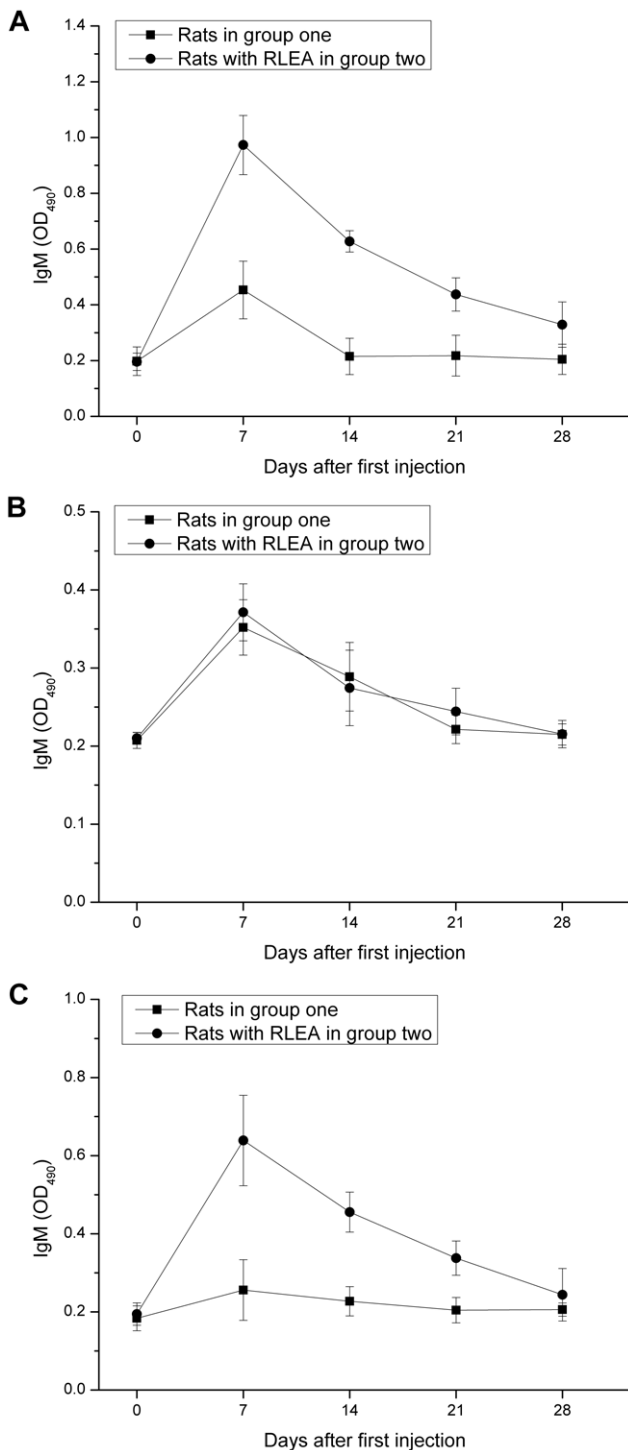 A
Rats in group one
Rats with RLEA in group two
1.4
1.2
1.0
0.8
0.6
0.4
0.2
0.0
IgM (OD490)
0 7 14 21 28
Days after first injection
B
Rats in group one
Rats with RLEA in group two
0.5
0.4
0.3
0.2
0.1
0.0
IgM (OD490)
0 7 14 21 28
Days after first injection
C
Rats in group one
Rats with RLEA in group two
1.0
0.8
0.6
0.4
0.2
0.0
IgM (OD490)
0 7 14 21 28
Days after first injection